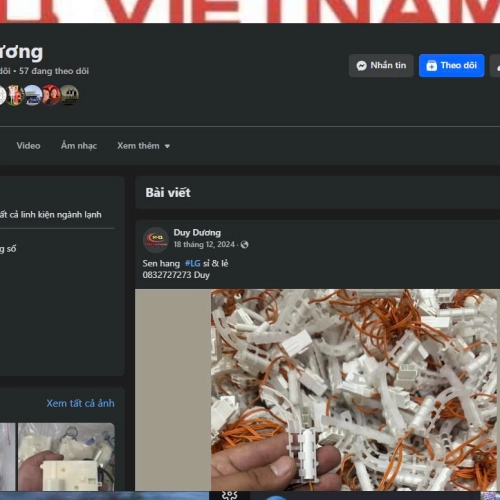 VIETNAM
ương
dõi • 57 đang theo dõi
Nhắn tin
Theo dõi
Video
Âm nhạc
Xem thêm
Bài viết
ất cả linh kiện ngành lạnh
g số
Duy Dương
18 tháng 12, 2024 ·
Sen hang #LG sỉ & lẻ
0832727273 Duy
Xem tất cả ảnh